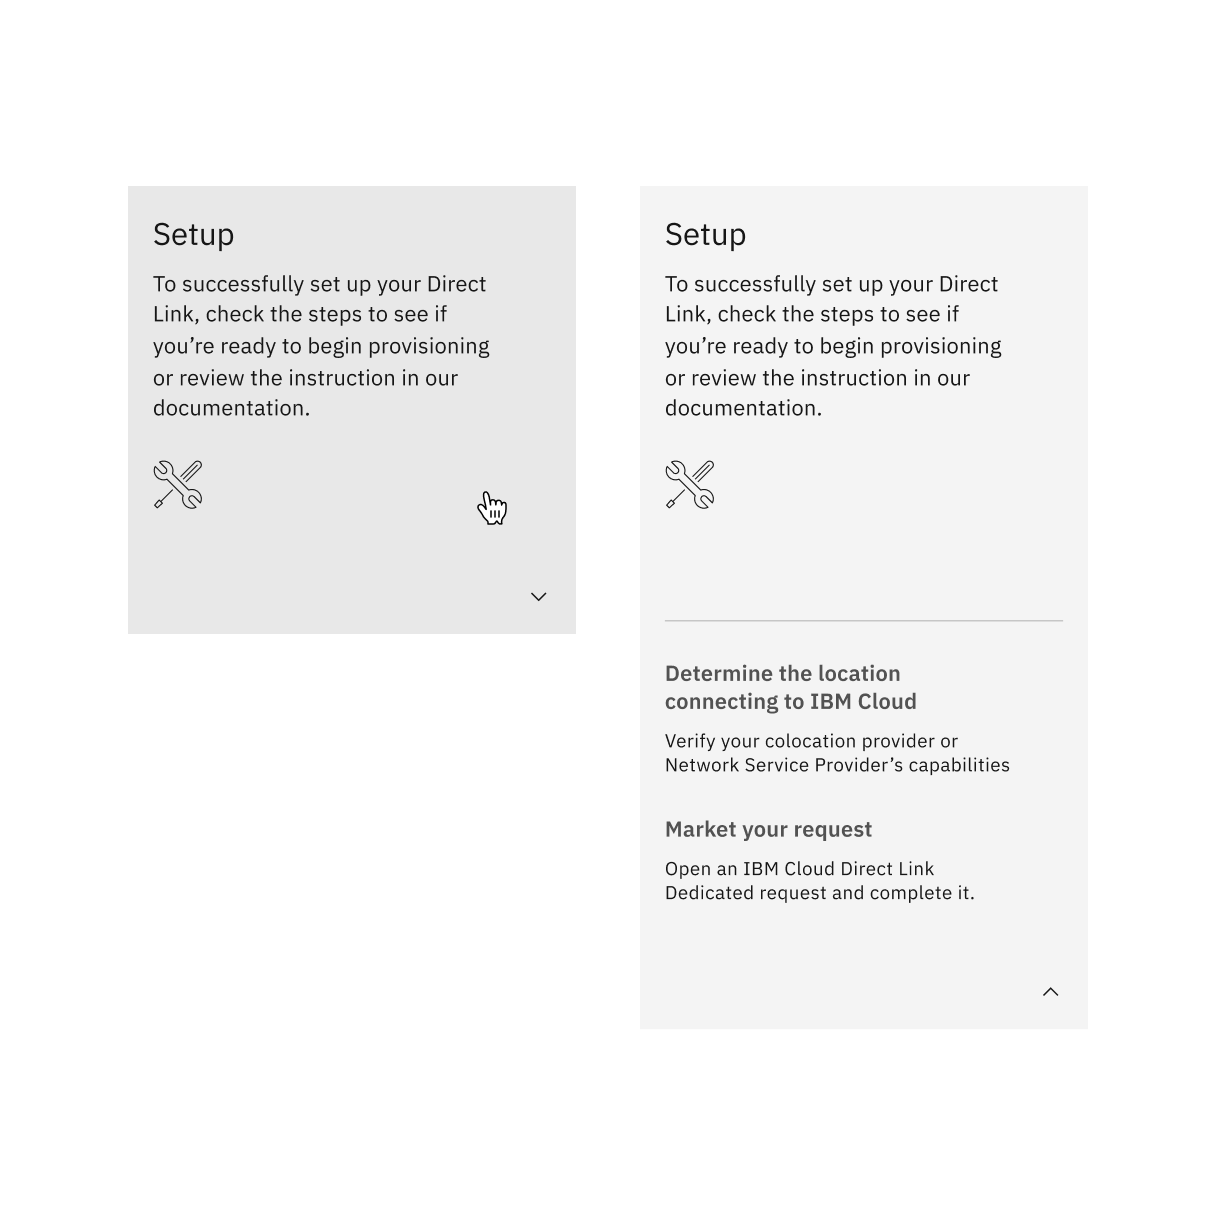 Setup
To successfully set up your Direct
Link, check the steps to see if
you’re ready to begin provisioning
or review the instruction in our
documentation.
Setup
To successfully set up your Direct
Link, check the steps to see if
you’re ready to begin provisioning
or review the instruction in our
documentation.
Determine the location
connecting to IBM Cloud
Verify your colocation provider or
Network Service Provider’s capabilities
Market your request
Open an IBM Cloud Direct Link
Dedicated request and complete it.